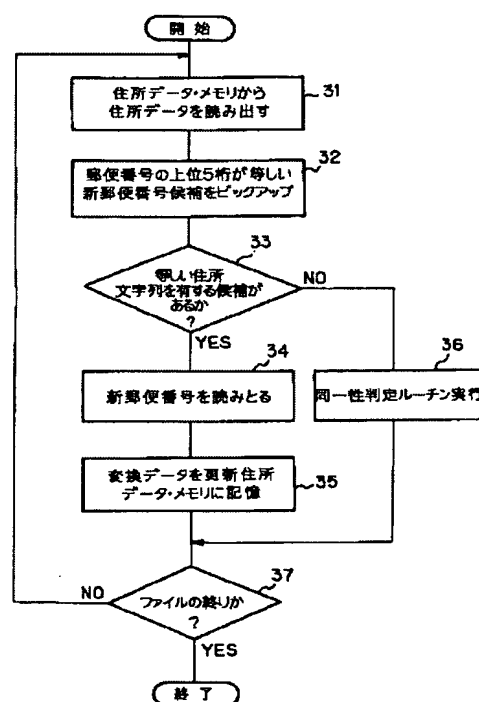 開始
住所データ・メモリから
住所データを読み出す
31
郵便番号の上位5桁が等しい
新郵便番号候補をピックアップ
32
33
等しい住所
文字列を有する候補が
あるか
?
NO
YES
34
新郵便番号を読みとる
36
同一性判定ルーチン実行
変換データを更新住所
データ・メモリに記憶
35
37
NO
ファイルの終りか
?
YES
終了